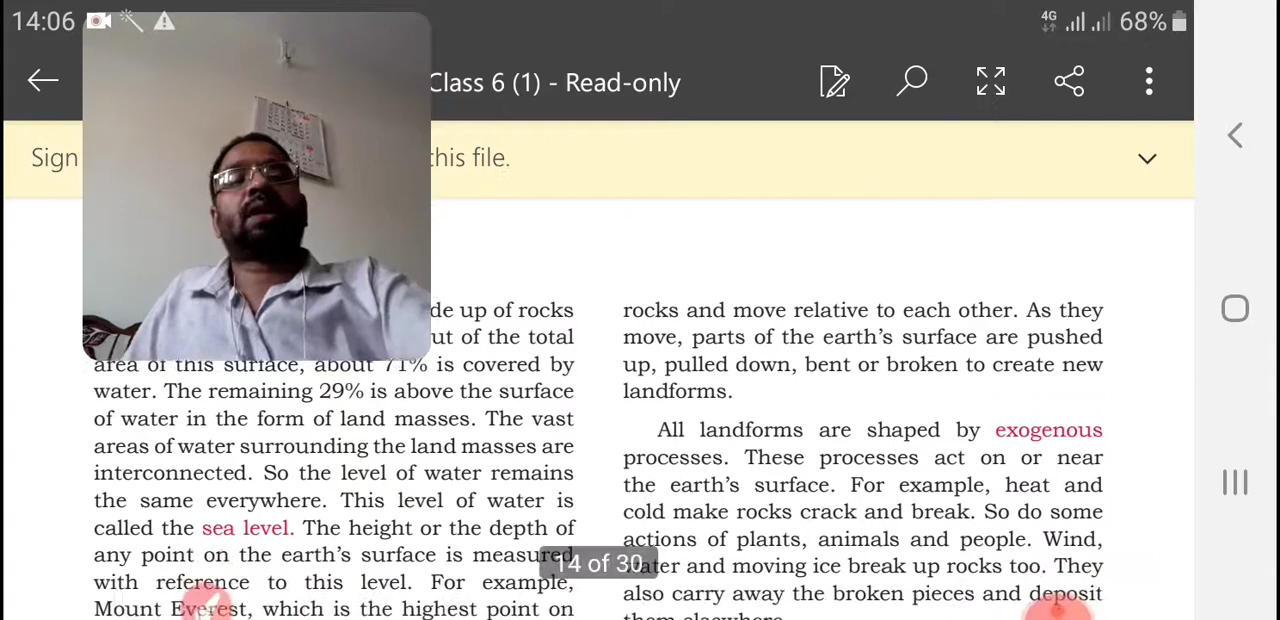 14:06
4G
68%
Class 6 (1) - Read-only
Sign
this file.
de up of rocks
ut of the total
area of this surface, about 71% is covered by
water. The remaining 29% is above the surface
of water in the form of land masses. The vast
areas of water surrounding the land masses are
interconnected. So the level of water remains
the same everywhere. This level of water is
called the sea level. The height or the depth of
any point on the earth's surface is measured
with reference to this level. For example,
Mount Everest, which is the highest point on
14 of 30
rocks and move relative to each other. As they
move, parts of the earth's surface are pushed
up, pulled down, bent or broken to create new
landforms.
All landforms are shaped by exogenous
processes. These processes act on or near
the earth's surface. For example, heat and
cold make rocks crack and break. So do some
actions of plants, animals and people. Wind,
water and moving ice break up rocks too. They
also carry away the broken pieces and deposit
them elsewhere.